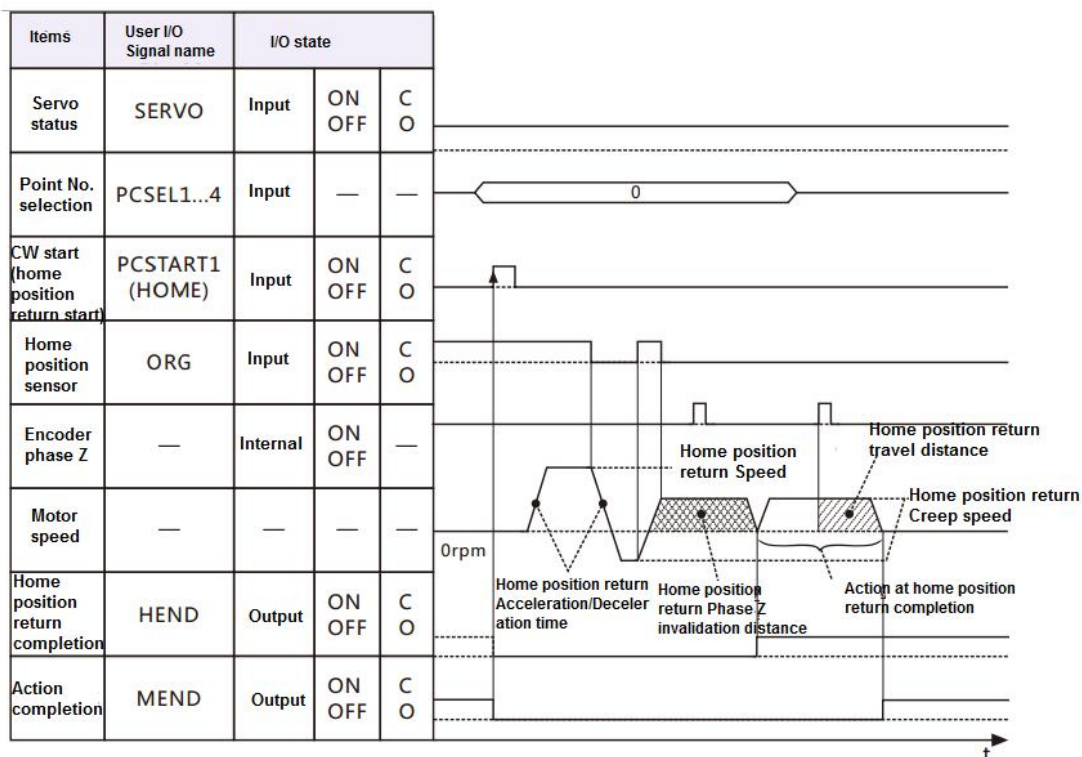 Items
User I/O
Signal name
I/O state
Servo
status
SERVO
Input
ON
OFF
C
O
Point No.
selection
PCSEL1...4
Input
—
—
0
CW start
(home
position
return start)
PCSTART1
(HOME)
Input
ON
OFF
C
O
Home
position
sensor
ORG
Input
ON
OFF
C
O
Encoder
phase Z
—
Internal
ON
OFF
—
Home position
return Speed
Home position return
travel distance
Motor
speed
—
—
—
—
0rpm
Home position return
Creep speed
Home position return
Acceleration/Deceler
ation time
Home position
return Phase Z
invalidation distance
Action at home position
return completion
Home
position
return
completion
HEND
Output
ON
OFF
C
O
Action
completion
MEND
Output
ON
OFF
C
O
t